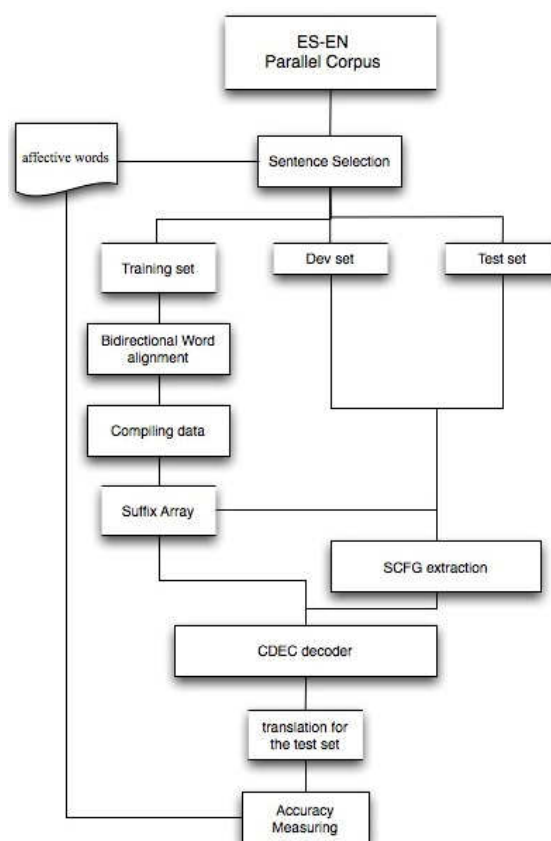 ES-EN
Parallel Corpus
affective words
Sentence Selection
Training set
Dev set
Test set
Bidirectional Word
alignment
Compiling data
Suffix Array
SCFG extraction
CDEC decoder
translation for
the test set
Accuracy
Measuring